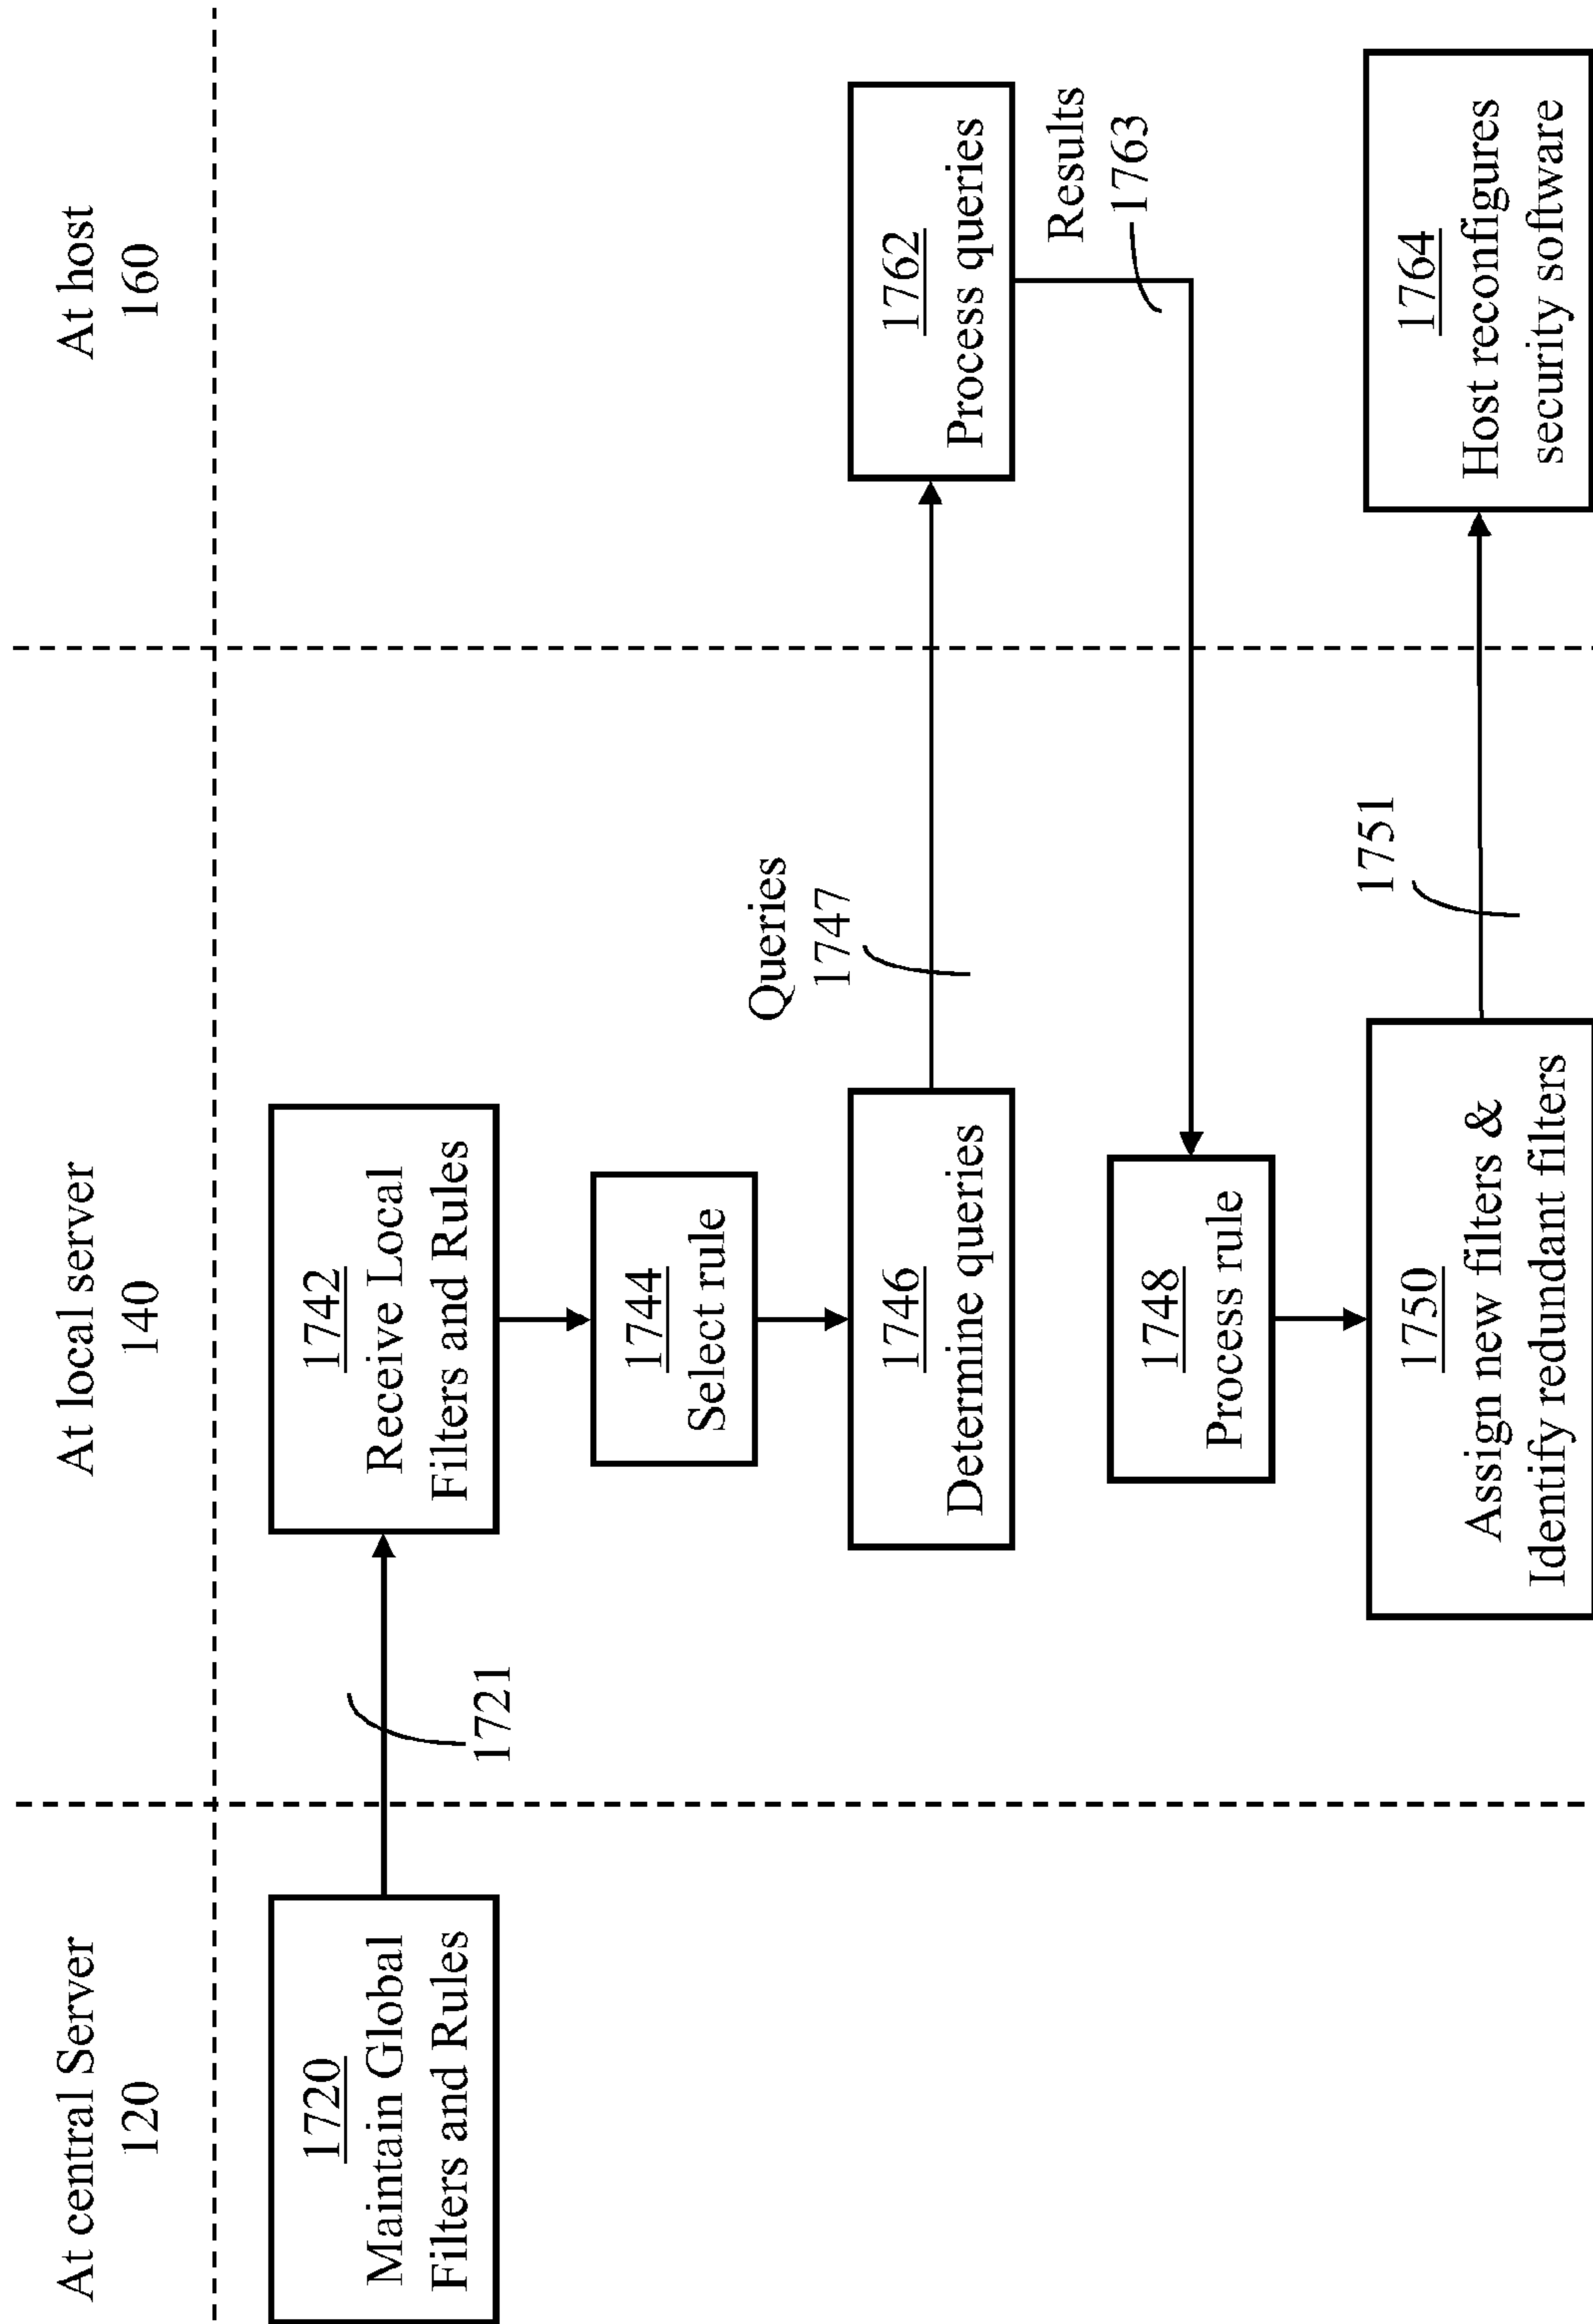 At central Server
120
At local server
140
At host
160
1720
Maintain Global
Filters and Rules
1721
1742
Receive Local
Filters and Rules
1744
Select rule
1746
Determine queries
Queries
1747
1762
Process queries
Results
1763
1748
Process rule
1750
Assign new filters &
Identify redundant filters
1751
1764
Host reconfigures
security software